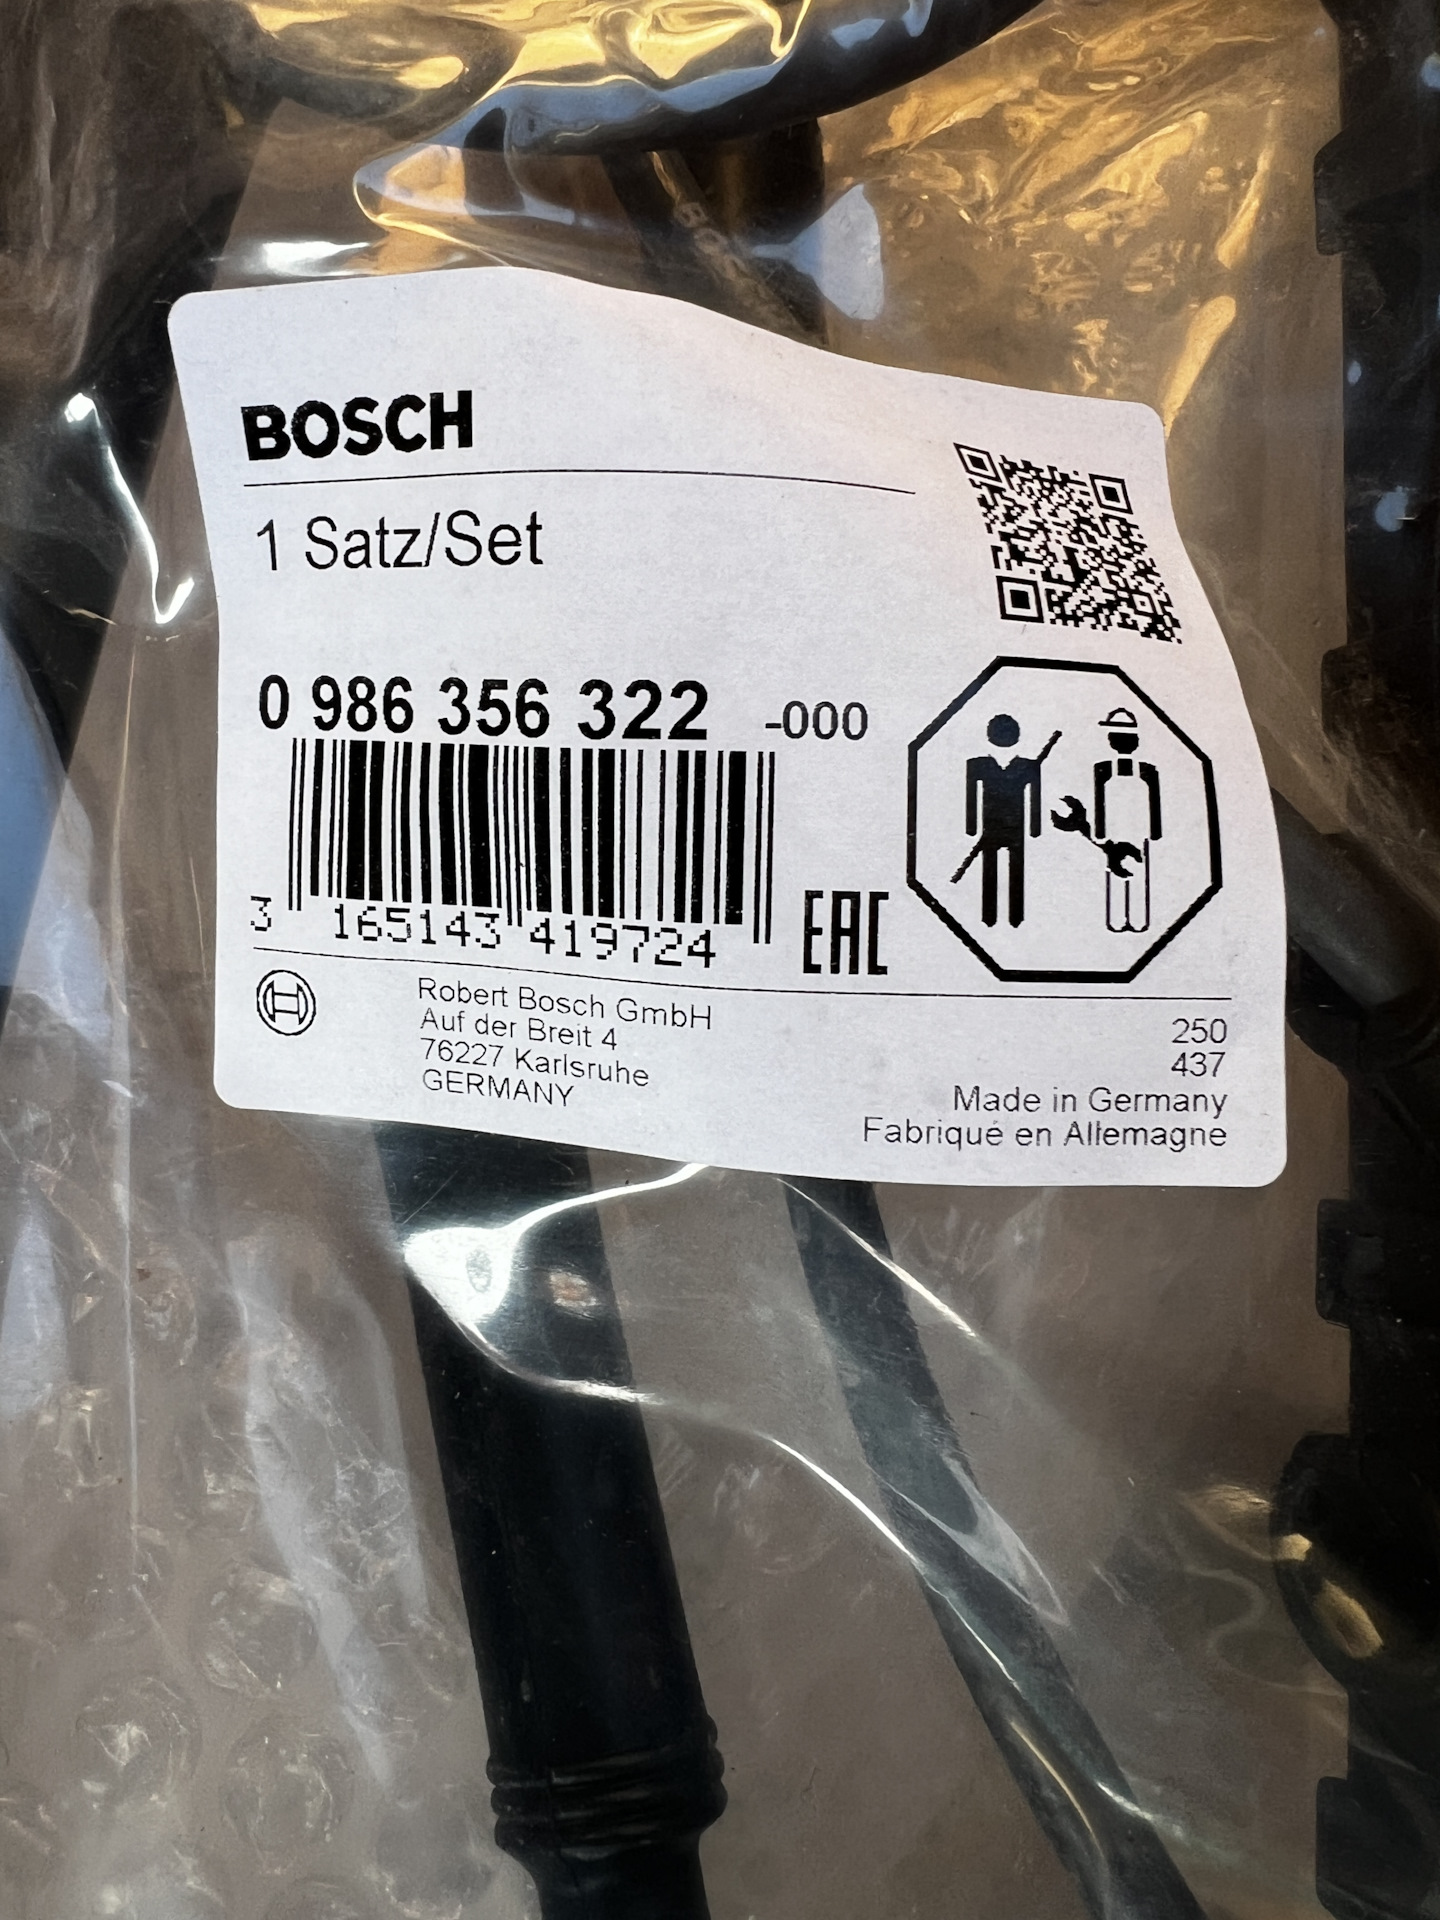 BOSCH
1 Satz/Set
0 986 356 322 -000
3 165143 419724
EAC
Robert Bosch GmbH
Auf der Breit 4
76227 Karlsruhe
GERMANY
250
437
Made in Germany
Fabriqué en Allemagne